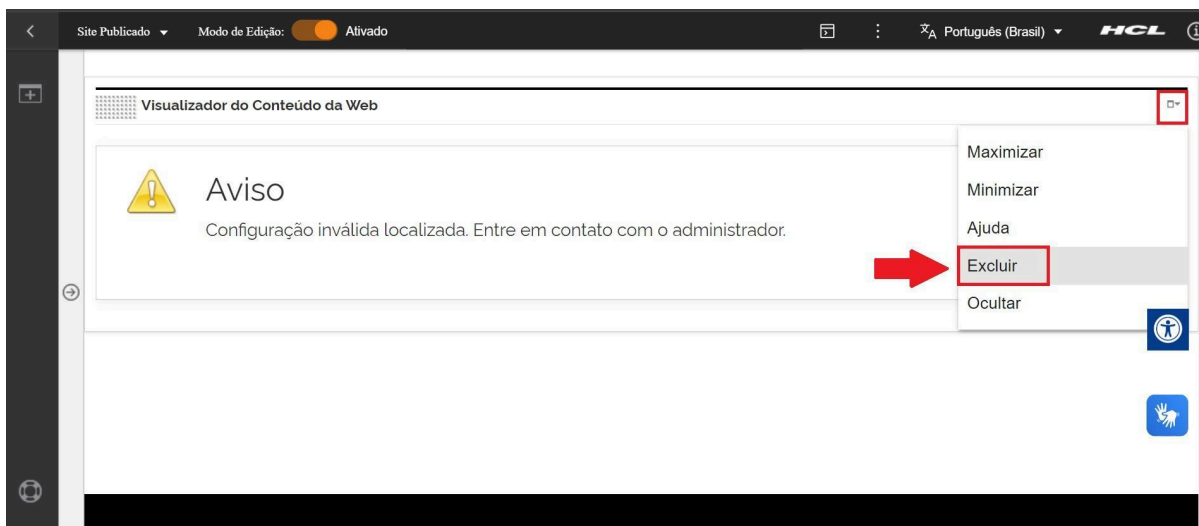 Site Publicado
Modo de Edição:
Ativado
Português (Brasil)
HCL
Visualizador do Conteúdo da Web
Maximizar
Minimizar
Ajuda
Excluir
Ocultar
Aviso
Configuração inválida localizada. Entre em contato com o administrador.